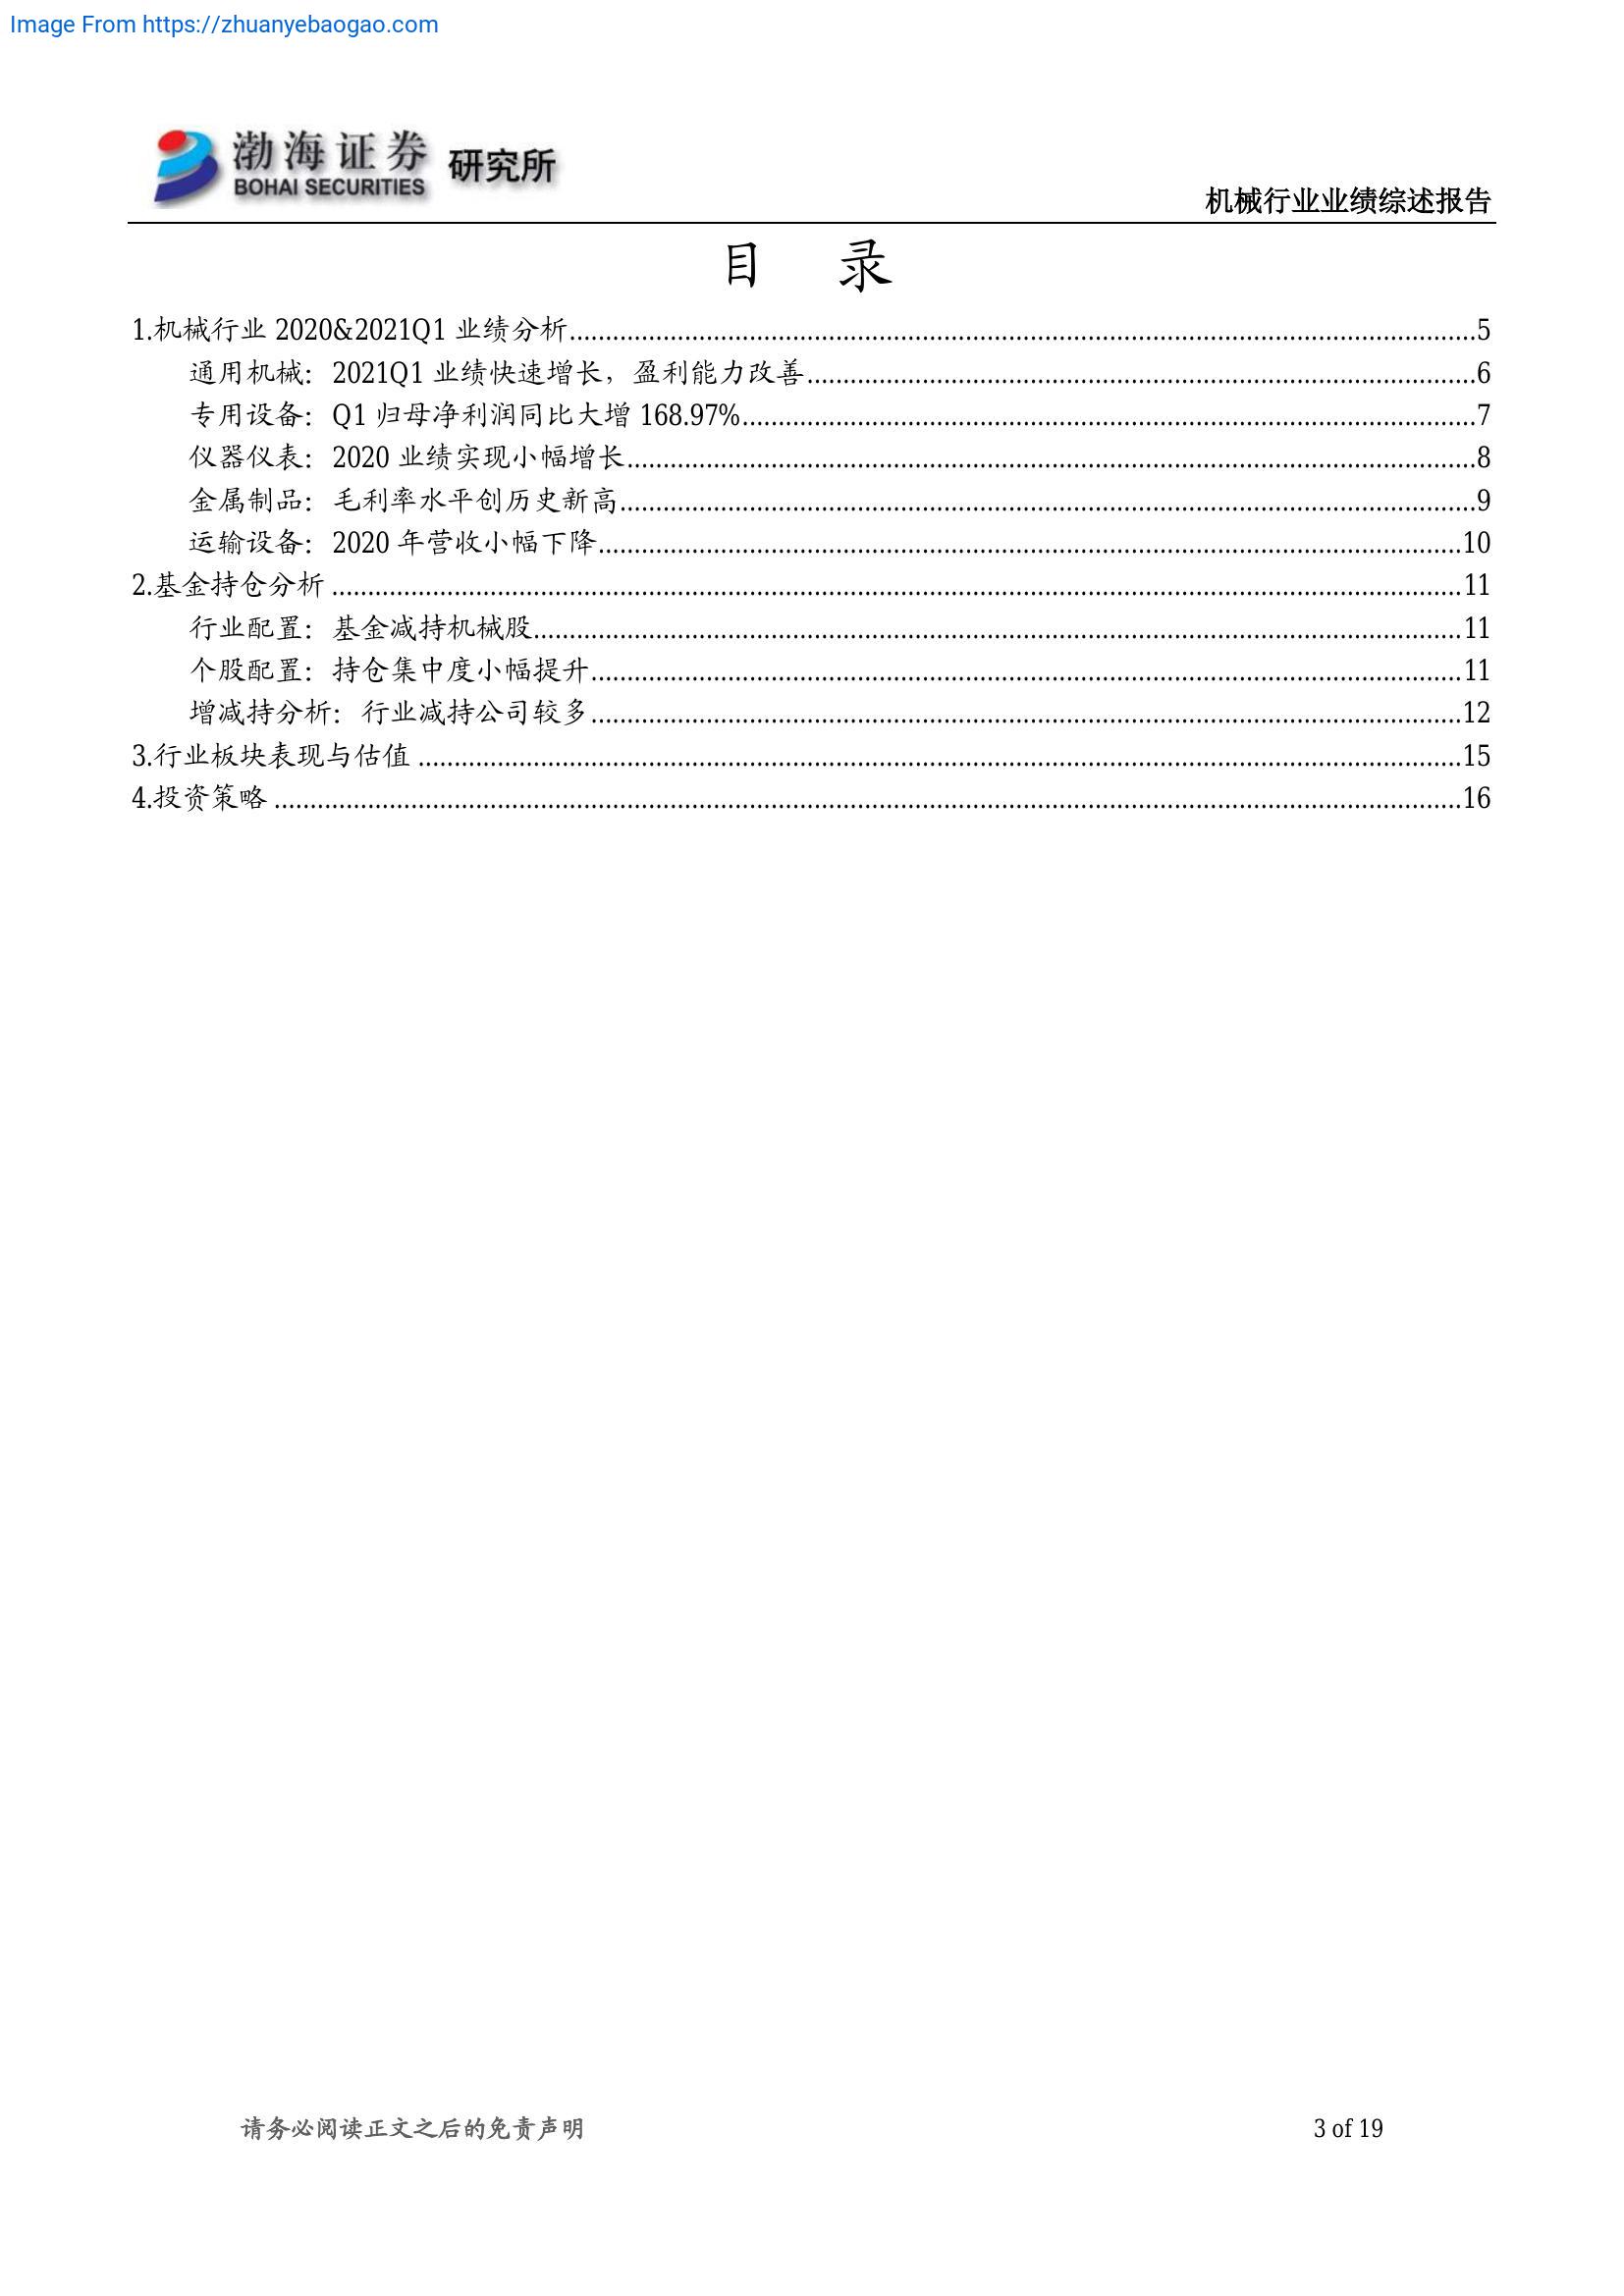 Image From https://zhuanyebaogao.com
渤海证券 研究所
BOHAI SECURITIES
机械行业业绩综述报告
目 录
1.机械行业 2020&2021Q1 业绩分析........................5
通用机械：2021Q1 业绩快速增长，盈利能力改善........................6
专用设备：Q1 归母净利润同比大增 168.97%........................7
仪器仪表：2020 业绩实现小幅增长........................8
金属制品：毛利率水平创历史新高........................9
运输设备：2020 年营收小幅下降........................10
2.基金持仓分析 ........................11
行业配置：基金减持机械股........................11
个股配置：持仓集中度小幅提升........................11
增减持分析：行业减持公司较多........................12
3.行业板块表现与估值 ........................15
4.投资策略 ........................16
请务必阅读正文之后的免责声明 3 of 19